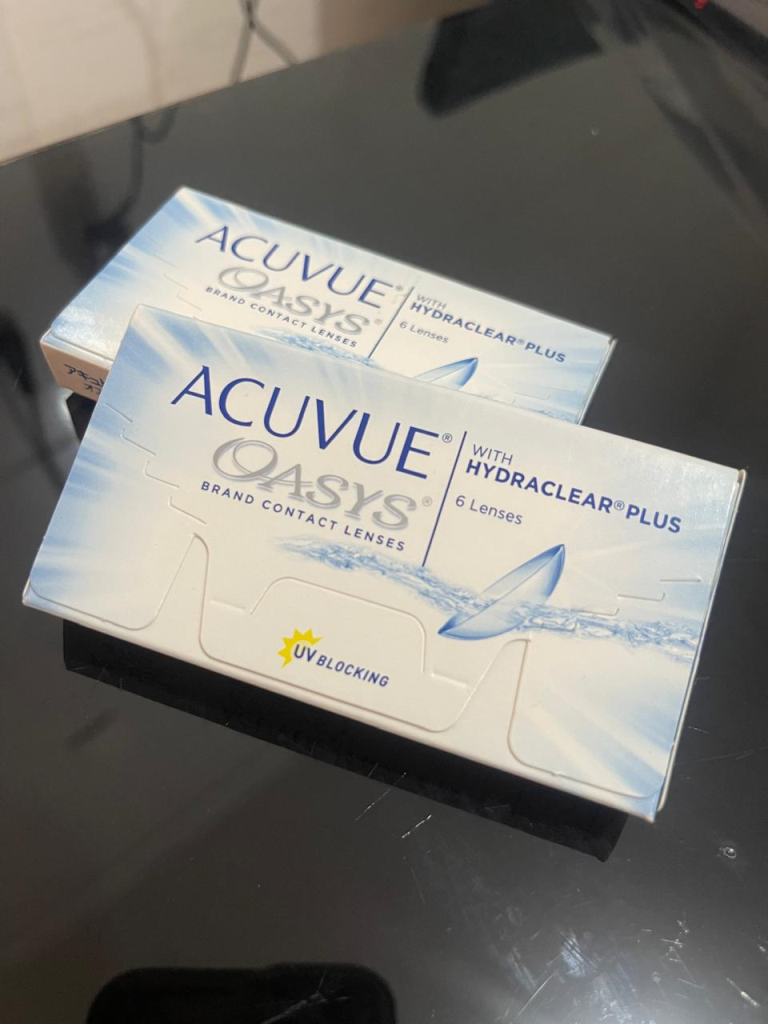 ACUVUE®
OASYS®
BRAND CONTACT LENSES
WITH
HYDRACLEAR® PLUS
6 Lenses
ACUVUE®
OASYS®
BRAND CONTACT LENSES
WITH
HYDRACLEAR® PLUS
6 Lenses
UV BLOCKING